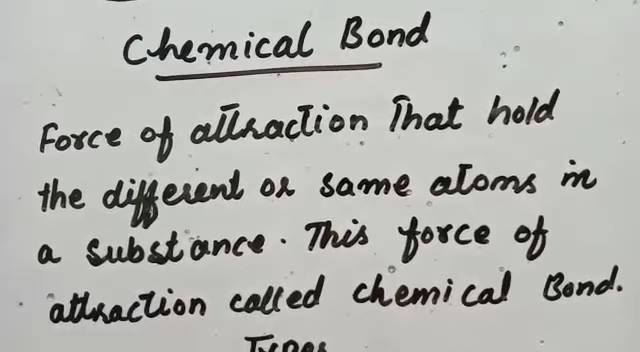 Chemical Bond
Force of attraction That hold
the different or same atoms in
a substance. This force of
attraction called chemical Bond.
Types